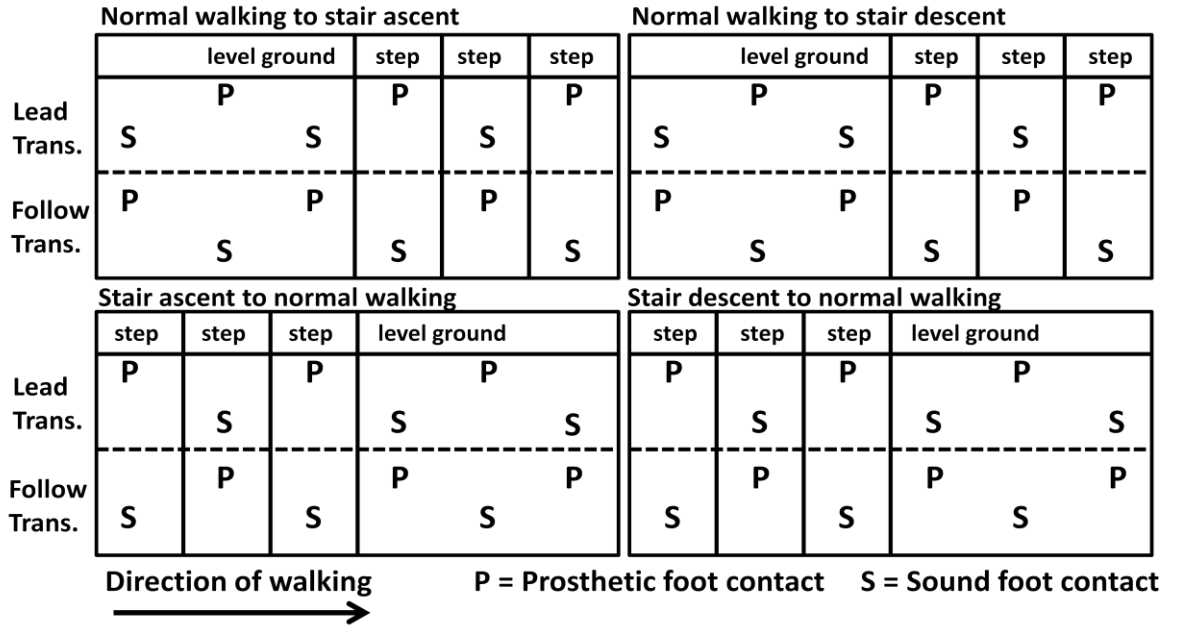 Normal walking to stair ascent Normal walking to stair descent
level ground step step step level ground step step step
Lead Trans.
P P P P P P
S S S S S S
Follow Trans.
P P P P P P
S S S S S S
Stair ascent to normal walking Stair descent to normal walking
step step step level ground step step step level ground
Lead Trans.
P P P P P P
S S S S S S
Follow Trans.
P P P P P P
S S S S S S
Direction of walking P = Prosthetic foot contact S = Sound foot contact